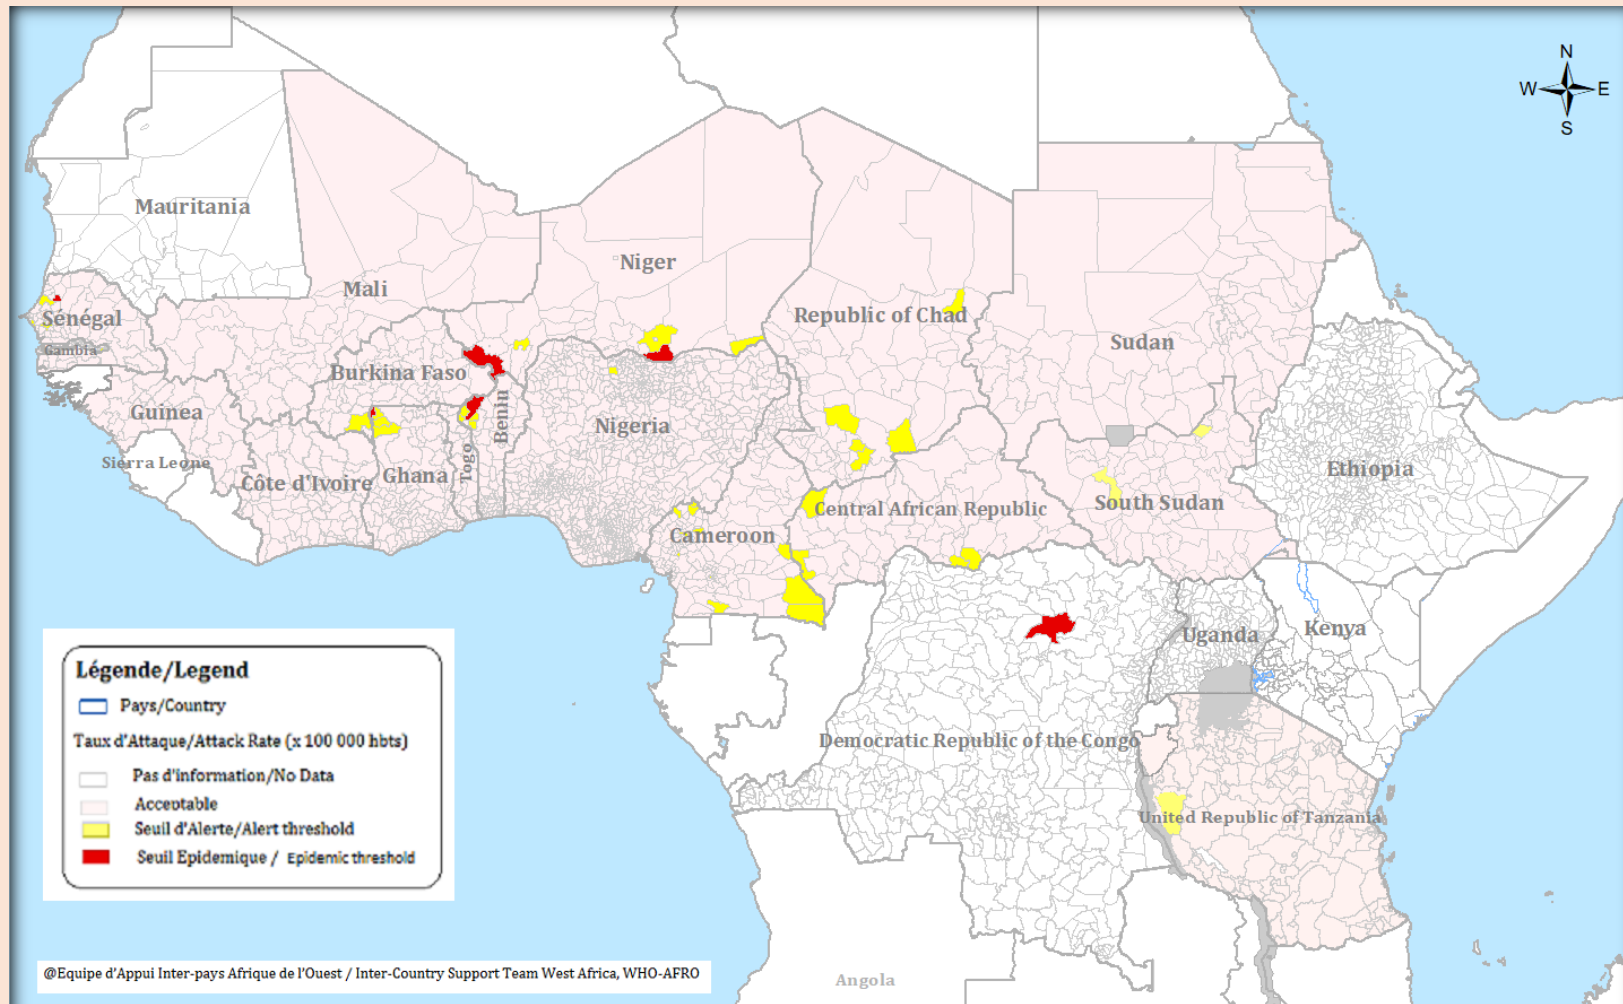 N
W E
S
Mauritania
Mali
Niger
Republic of Chad
Sudan
Sénégal
Gambia
Burkina Faso
Guinea
Benin
Nigeria
Sierra Leone
Côte d'Ivoire
Ghana
Togo
Ethiopia
Cameroon
Central African Republic
South Sudan
Uganda
Kenya
Democratic Republic of the Congo
United Republic of Tanzania
Angola
Légende/Legend
Pays/Country
Taux d'Attaque/Attack Rate (x 100 000 hbts)
Pas d'information/No Data
Acceptable
Seuil d'Alerte/Alert threshold
Seuil Epidemique / Epidemic threshold
@Equipe d'Appui Inter-pays Afrique de l'Ouest / Inter-Country Support Team West Africa, WHO-AFRO